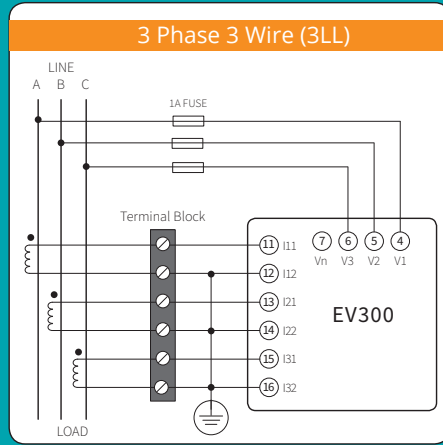 3 Phase 3 Wire (3LL)
LINE
A B C
1A FUSE
Terminal Block
11 I11 7 6 5 4
Vn V3 V2 V1
12 I12
13 I21
EV300
14 I22
15 I31
16 I32
LOAD